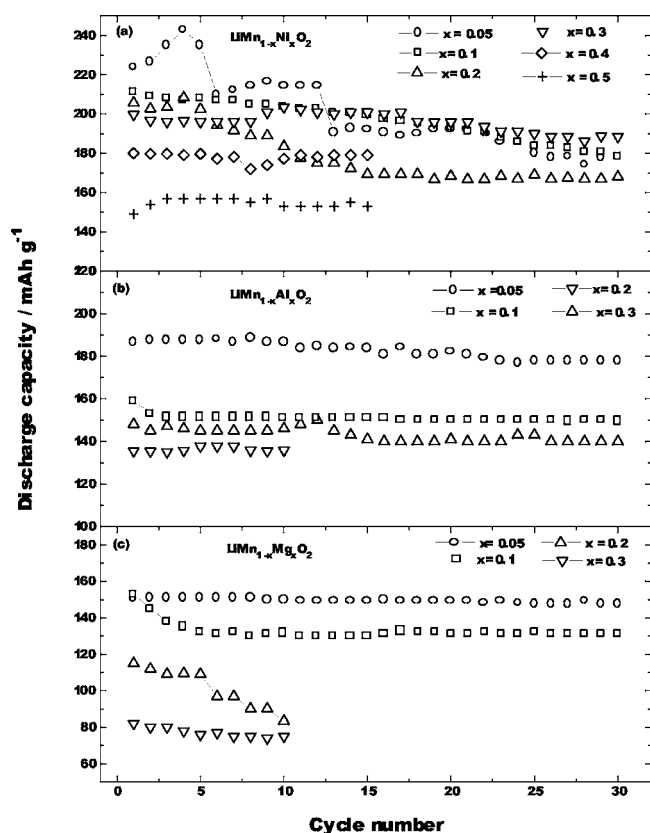 (a)
LiMn1-xNixO2
x = 0.05
x = 0.3
x = 0.1
x = 0.4
x = 0.2
x = 0.5
240
220
200
180
160
140
220
(b)
LiMn1-xAlxO2
x =0.05
x = 0.2
x = 0.1
x = 0.3
200
180
160
140
120
100
(c)
LiMn1-xMgxO2
x= 0.05
x = 0.2
x = 0.1
x = 0.3
180
160
140
120
100
80
60
0
5
10
15
20
25
30
Discharge capacity / mAh g-1
Cycle number